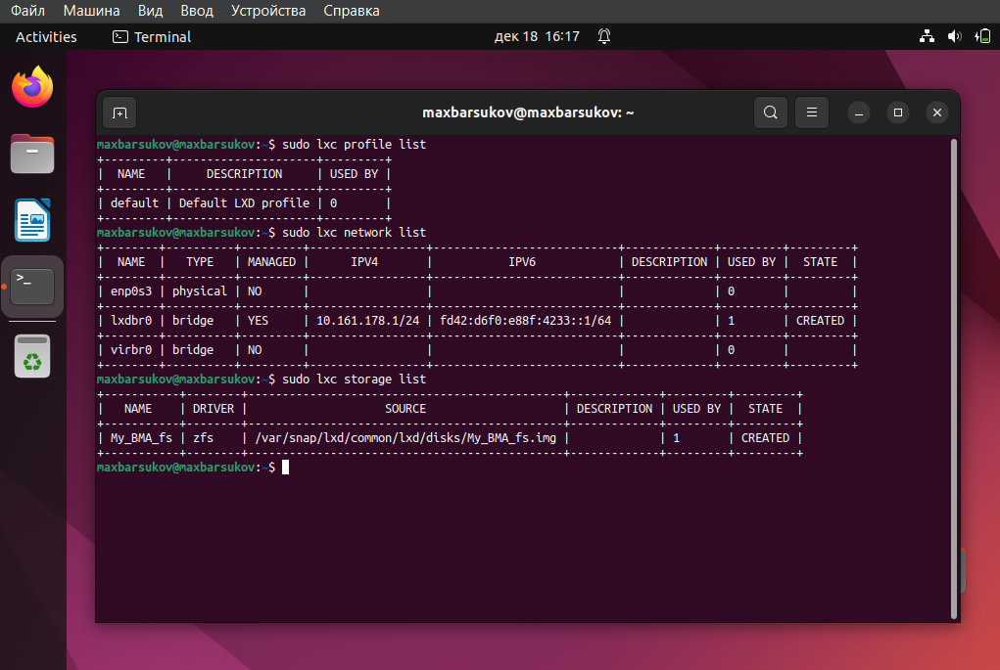 Файл Машина Вид Ввод Устройства Справка
Activities Terminal дек 18 16:17
maxbarsukov@maxbarsukov: ~
maxbarsukov@maxbarsukov:~$ sudo lxc profile list
+---------+---------------------+---------+
| NAME | DESCRIPTION | USED BY |
+---------+---------------------+---------+
| default | Default LXD profile | 0 |
+---------+---------------------+---------+
maxbarsukov@maxbarsukov:~$ sudo lxc network list
+--------+----------+---------+-----------------+---------------------------+-------------+---------+---------+
| NAME | TYPE | MANAGED | IPV4 | IPV6 | DESCRIPTION | USED BY | STATE |
+--------+----------+---------+-----------------+---------------------------+-------------+---------+---------+
| enp0s3 | physical | NO | | | | 0 | |
+--------+----------+---------+-----------------+---------------------------+-------------+---------+---------+
| lxdbr0 | bridge | YES | 10.161.178.1/24 | fd42:d6f0:e88f:4233::1/64 | | 1 | CREATED |
+--------+----------+---------+-----------------+---------------------------+-------------+---------+---------+
| virbr0 | bridge | NO | | | | 0 | |
+--------+----------+---------+-----------------+---------------------------+-------------+---------+---------+
maxbarsukov@maxbarsukov:~$ sudo lxc storage list
+-----------+--------+----------------------------------------------+-------------+---------+---------+
| NAME | DRIVER | SOURCE | DESCRIPTION | USED BY | STATE |
+-----------+--------+----------------------------------------------+-------------+---------+---------+
| My_BMA_fs | zfs | /var/snap/lxd/common/lxd/disks/My_BMA_fs.img | | 1 | CREATED |
+-----------+--------+----------------------------------------------+-------------+---------+---------+
maxbarsukov@maxbarsukov:~$